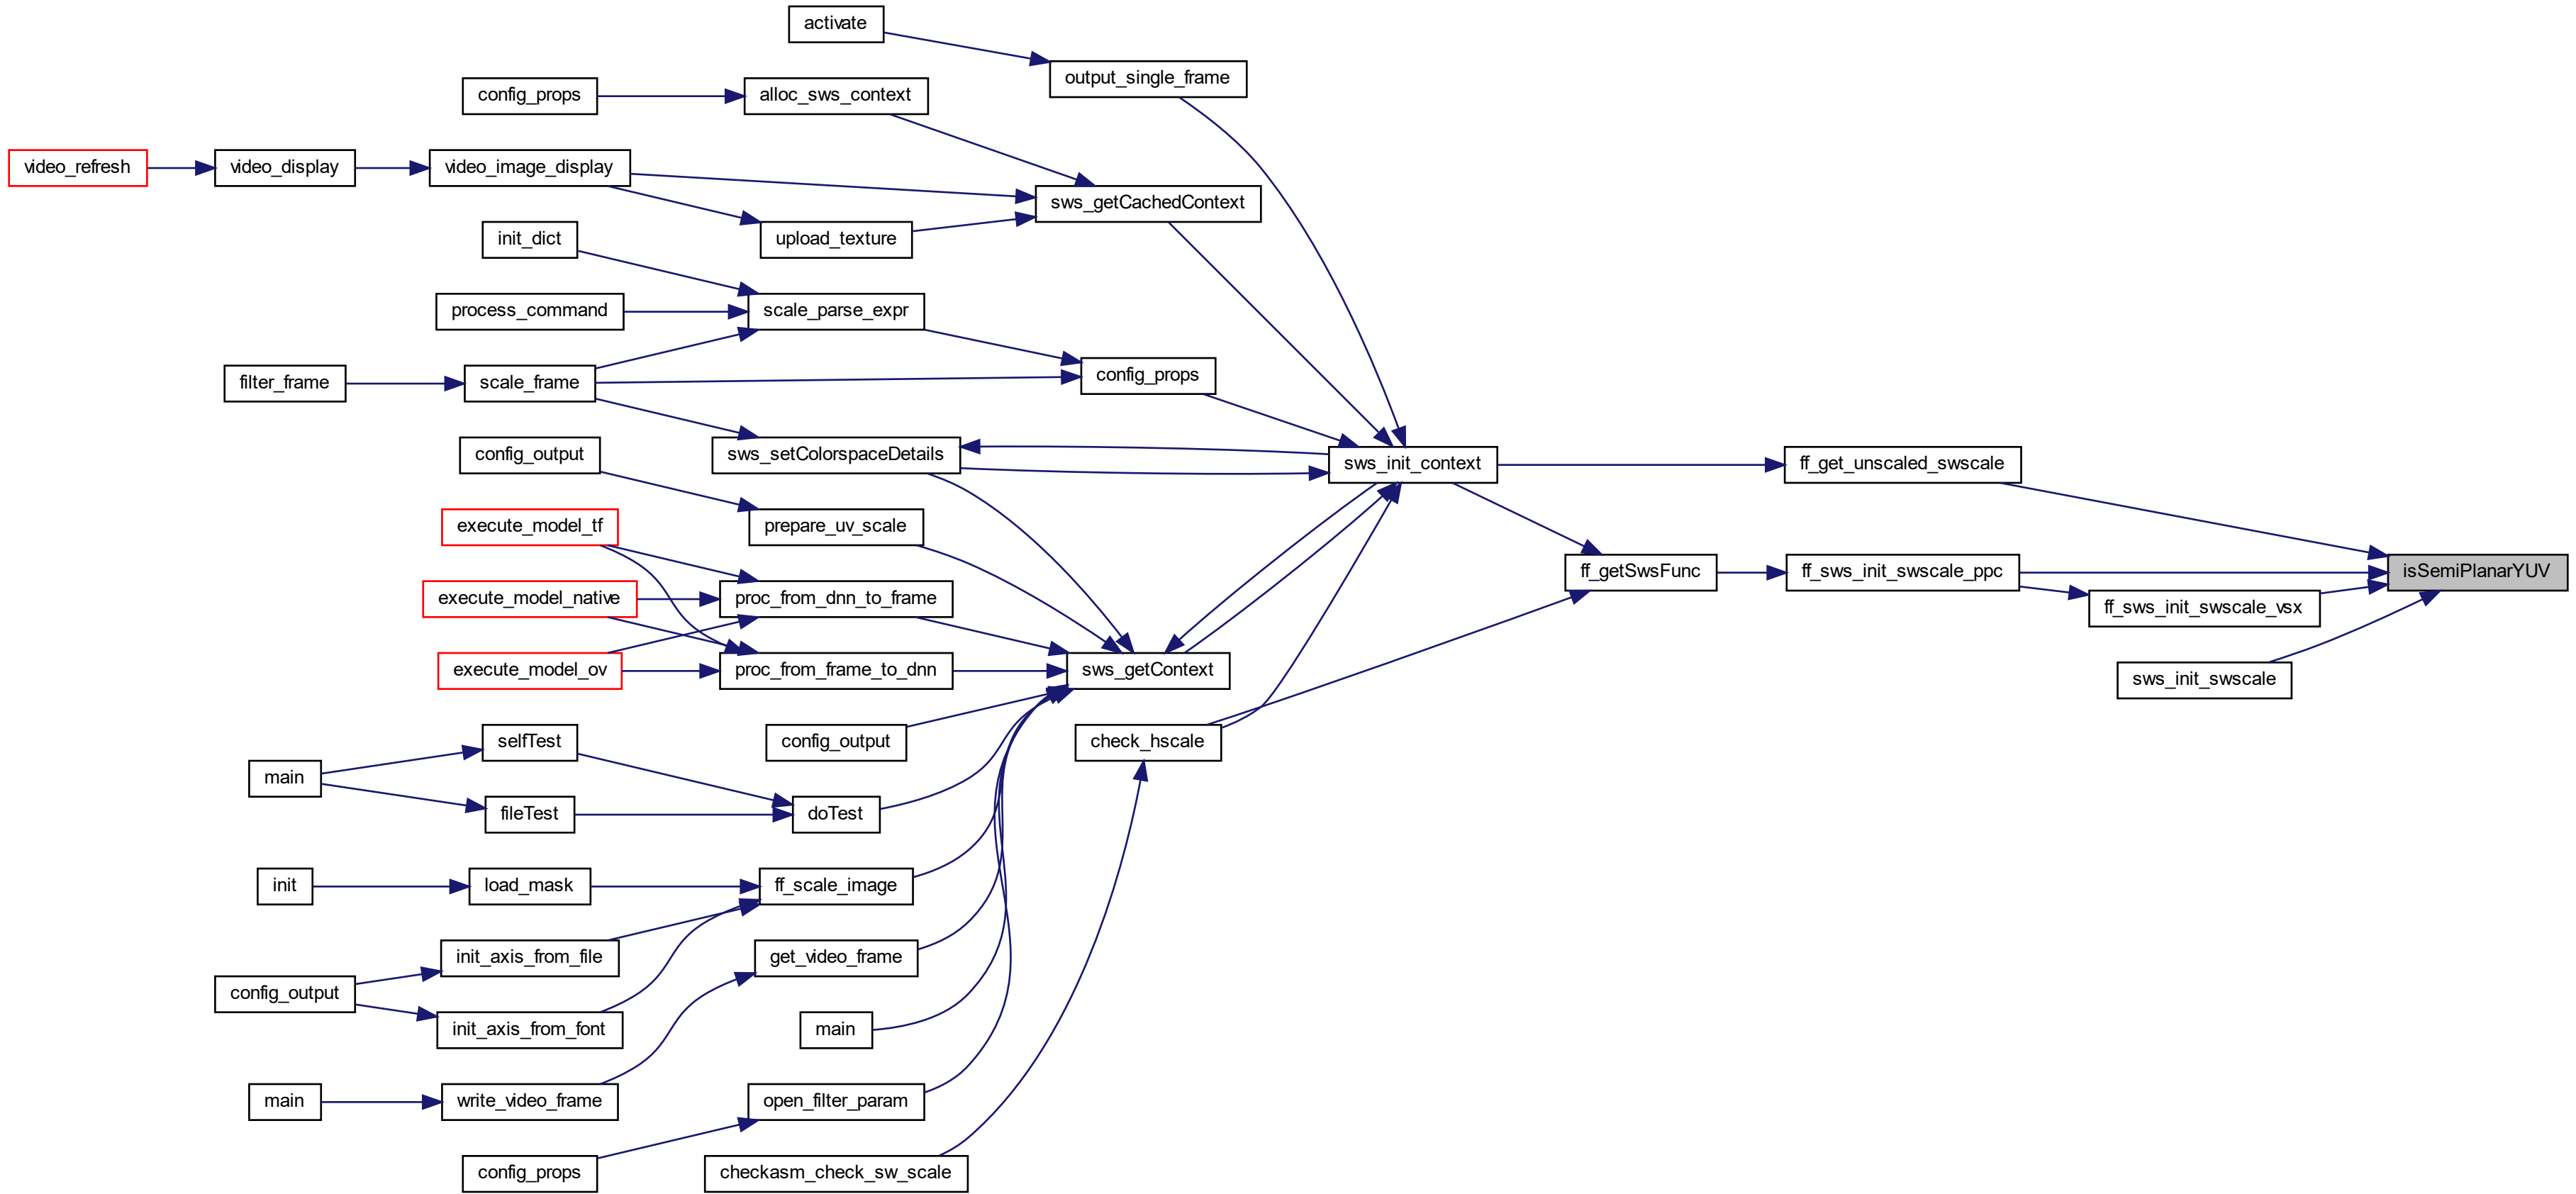 activate
output_single_frame
config_props
alloc_sws_context
video_refresh
video_display
video_image_display
sws_getCachedContext
init_dict
upload_texture
process_command
scale_parse_expr
filter_frame
scale_frame
config_props
config_output
sws_setColorspaceDetails
sws_init_context
ff_get_unscaled_swscale
execute_model_tf
prepare_uv_scale
ff_getSwsFunc
ff_sws_init_swscale_ppc
isSemiPlanarYUV
execute_model_native
proc_from_dnn_to_frame
ff_sws_init_swscale_vsx
execute_model_ov
proc_from_frame_to_dnn
sws_getContext
sws_init_swscale
selfTest
config_output
check_hscale
main
fileTest
doTest
init
load_mask
ff_scale_image
init_axis_from_file
get_video_frame
config_output
init_axis_from_font
main
main
write_video_frame
open_filter_param
config_props
checkasm_check_sw_scale